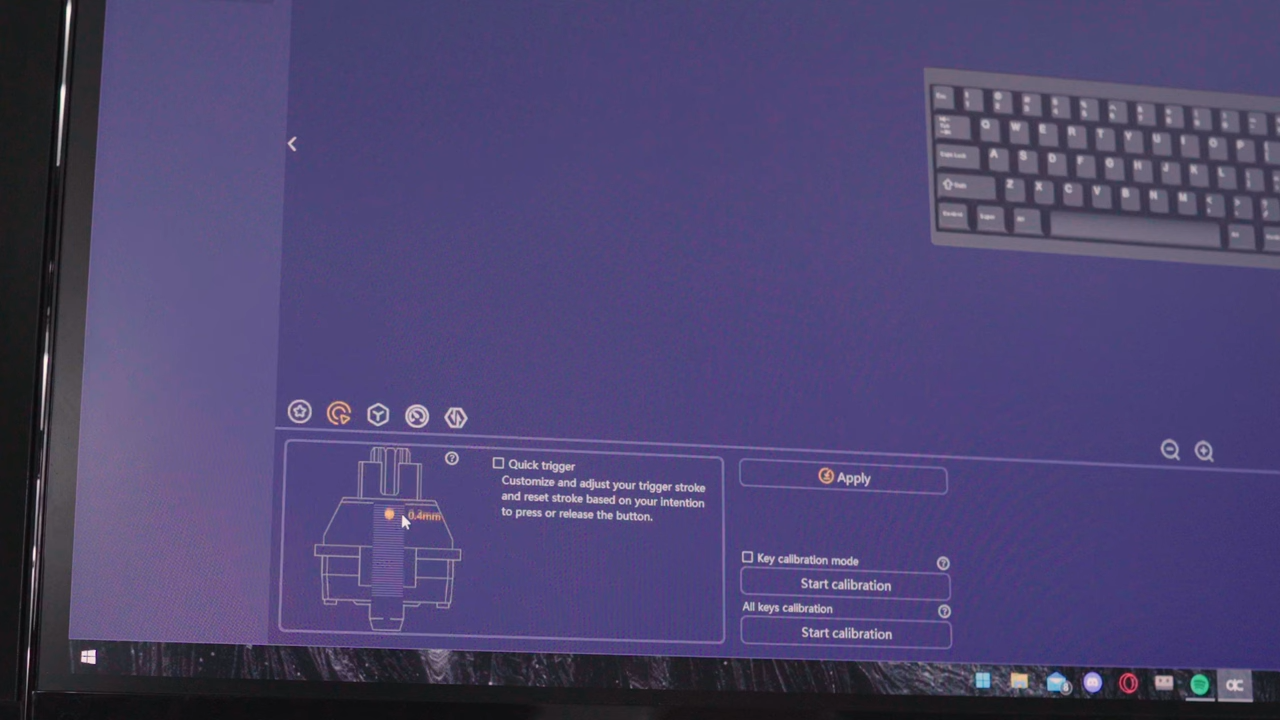 Q W E R T Y U I O P
A S D F G H J K L
Z X C V B N M
Quick trigger
Customize and adjust your trigger stroke
and reset stroke based on your intention
to press or release the button.
0.4mm
Apply
Key calibration mode
Start calibration
All keys calibration
Start calibration